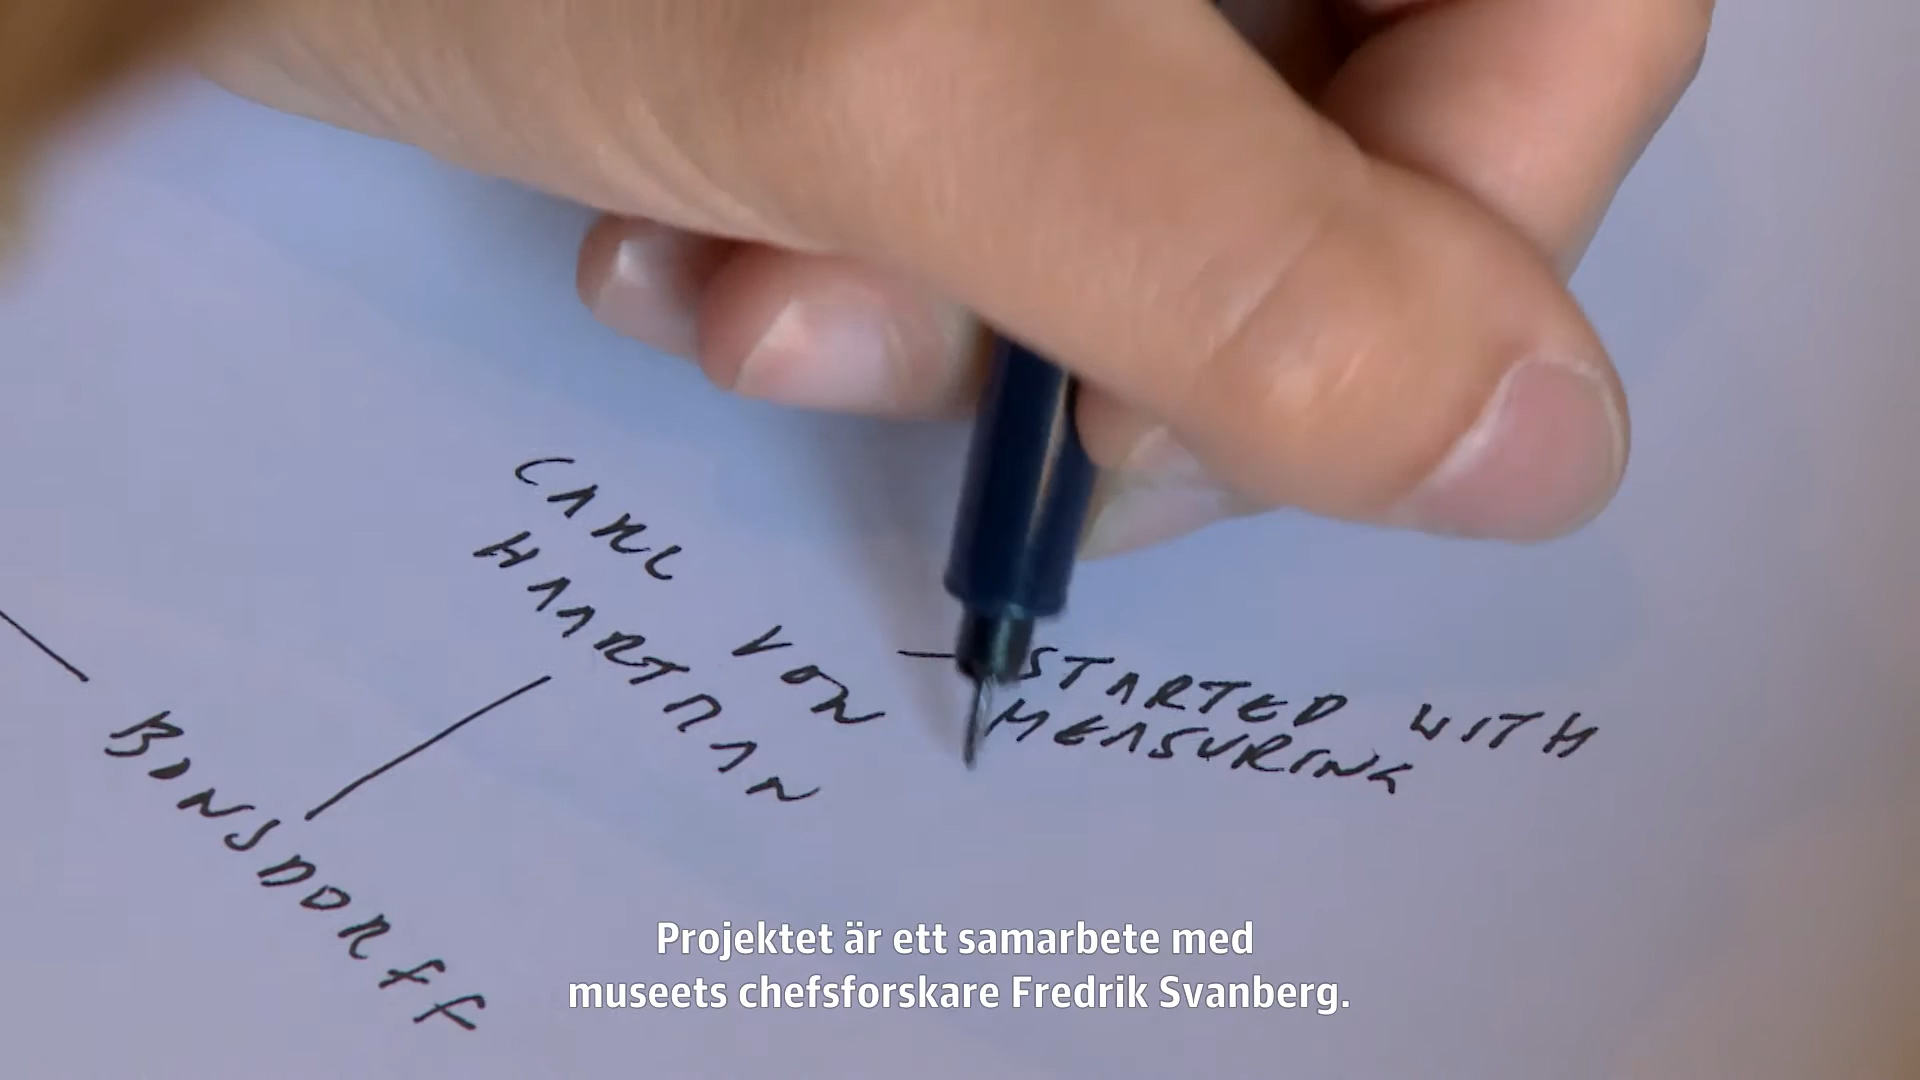 CARL VON
HAARTMAN
— STARTED WITH
MEASURING
BONSDORFF
Projektet är ett samarbete med
museets chefsforskare Fredrik Svanberg.